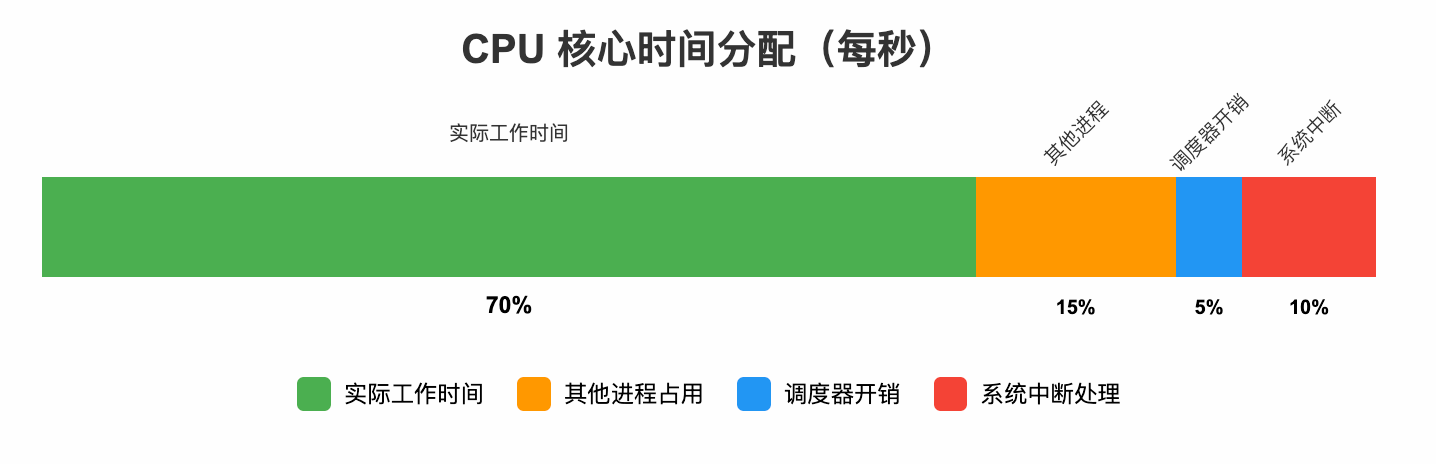 CPU 核心时间分配（每秒）
实际工作时间
其他进程
调度器开销
系统中断
70%
15%
5%
10%
实际工作时间
其他进程占用
调度器开销
系统中断处理